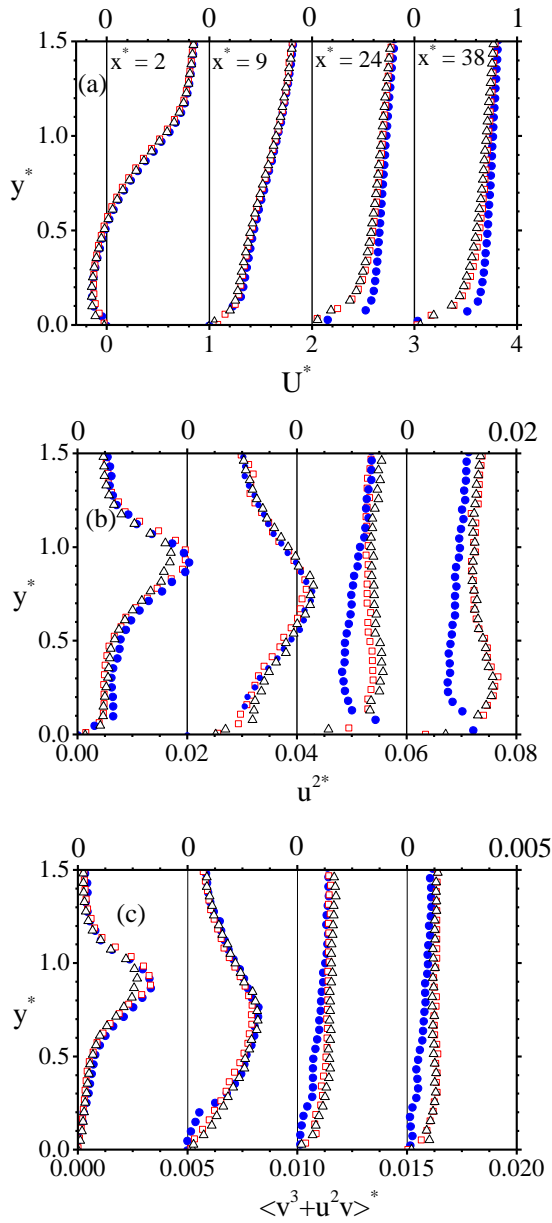 0 0 0 1
1.5
(a) x* = 2 x* = 9 x* = 24 x* = 38
1.0
y*
0.5
0.0
0 1 2 3 4
U*
0 0 0 0.02
1.5
(b)
1.0
y*
0.5
0.0
0.00 0.02 0.04 0.06 0.08
u²*
0 0 0 0 0.005
1.5
(c)
1.0
y*
0.5
0.0
0.000 0.005 0.010 0.015 0.020
<v³+u²v>*